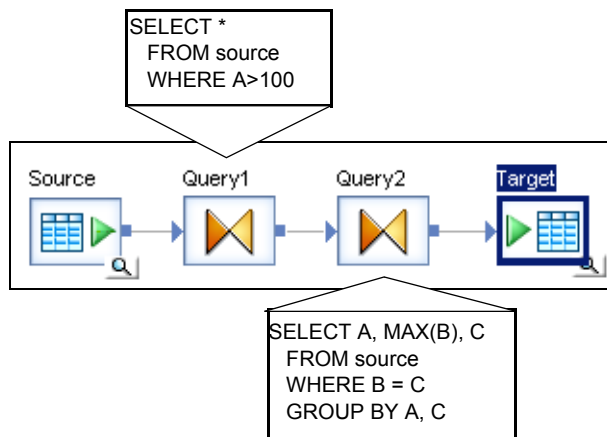 SELECT *
FROM source
WHERE A>100
Source
Query1
Query2
Target
SELECT A, MAX(B), C
FROM source
WHERE B = C
GROUP BY A, C